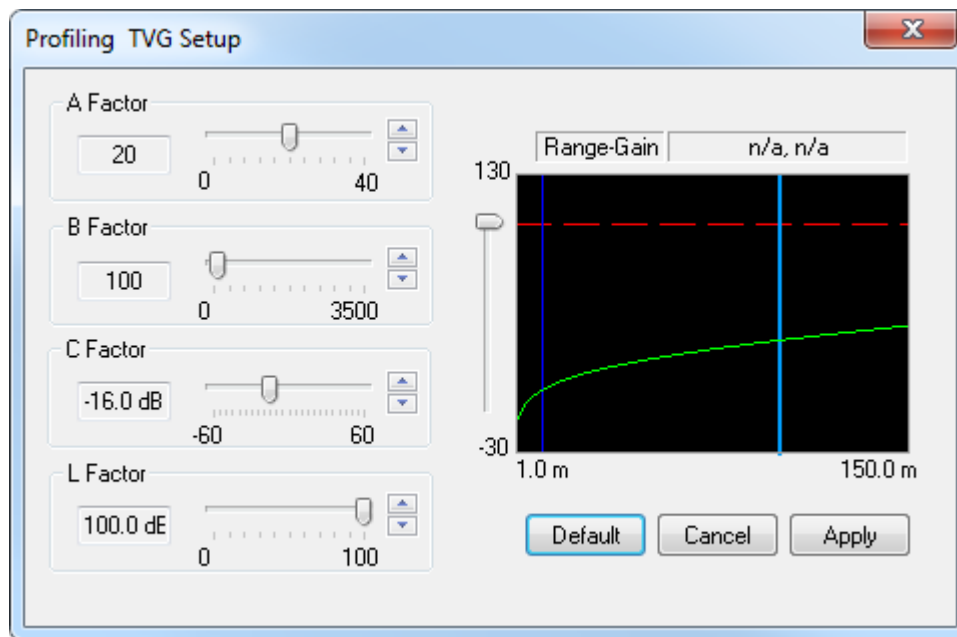 Profiling TVG Setup
A Factor
20
0 40
B Factor
100
0 3500
C Factor
-16.0 dB
-60 60
L Factor
100.0 dE
0 100
Range-Gain n/a, n/a
130
-30
1.0 m 150.0 m
Default Cancel Apply